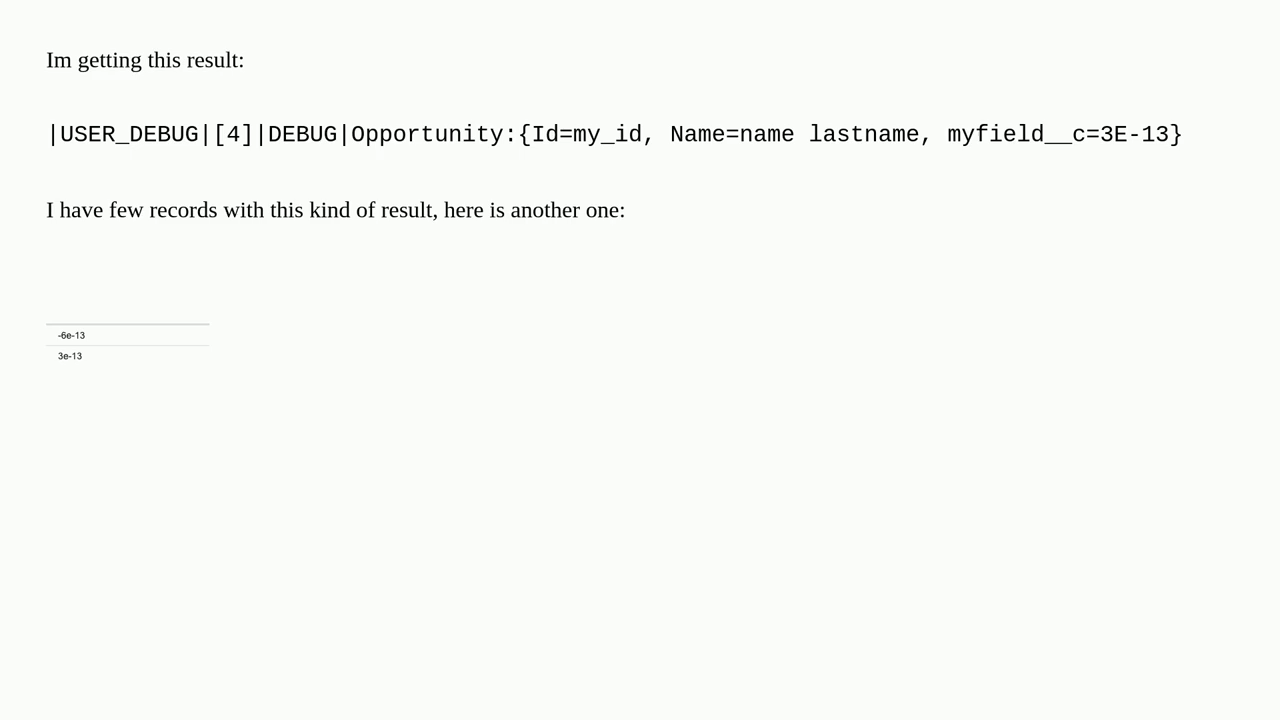 Im getting this result:
|USER_DEBUG|[4]|DEBUG|Opportunity:{Id=my_id, Name=name lastname, myfield__c=3E-13}
I have few records with this kind of result, here is another one:
-6e-13
3e-13